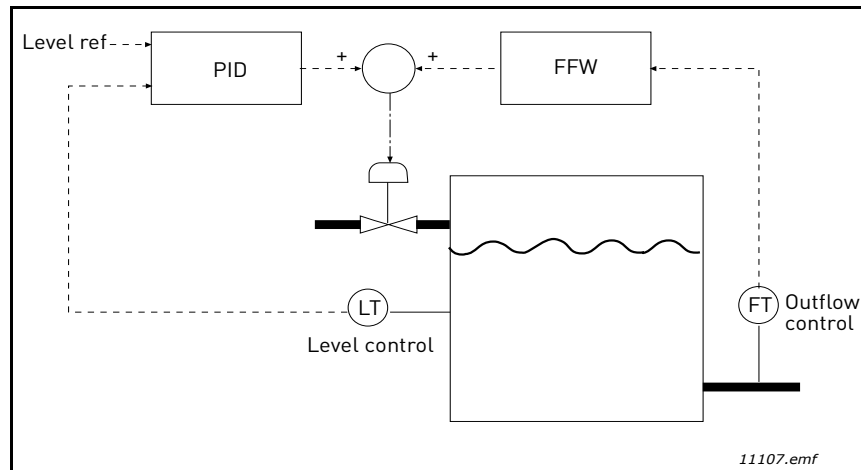 Level ref
PID
+
+
FFW
LT
Level control
FT
Outflow
control
11107.emf